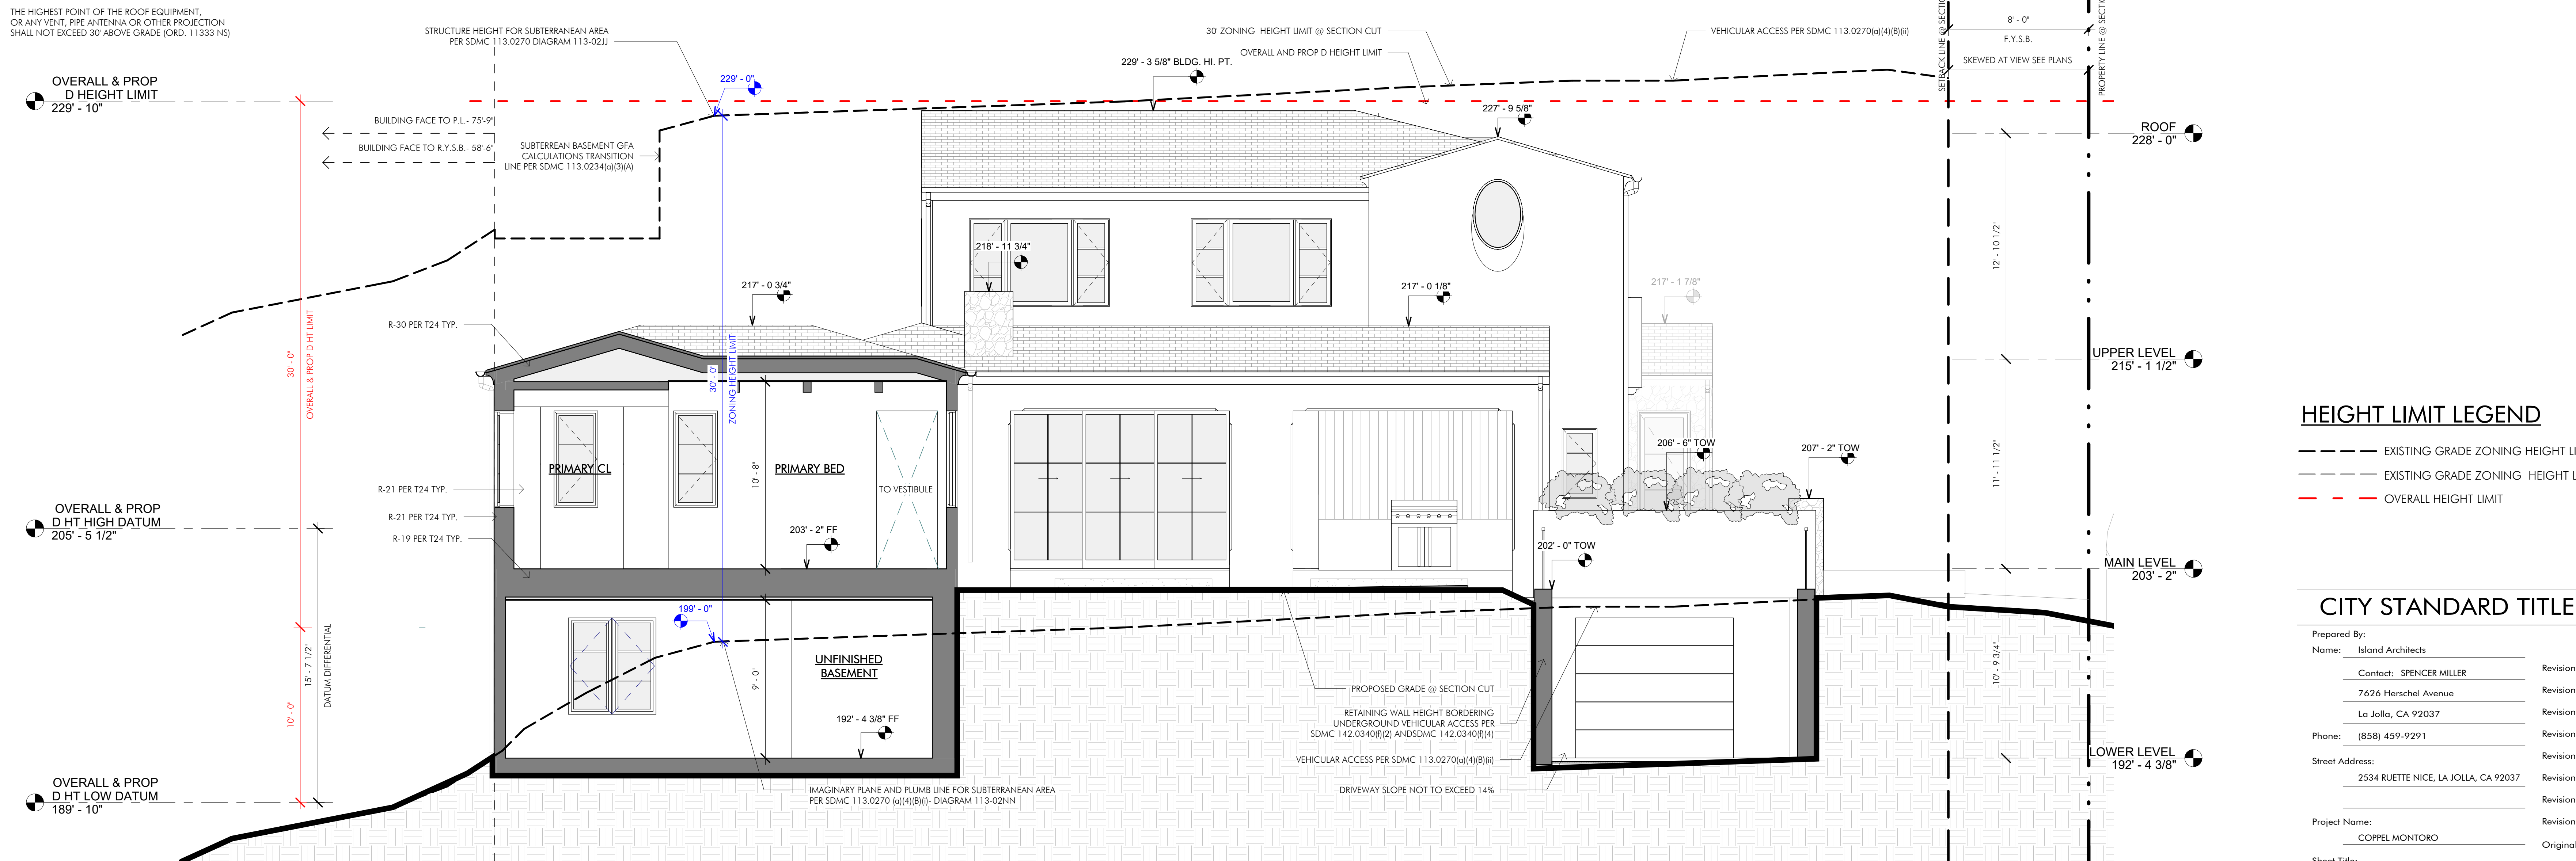 THE HIGHEST POINT OF THE ROOF EQUIPMENT,
OR ANY VENT, PIPE ANTENNA OR OTHER PROJECTION
SHALL NOT EXCEED 30' ABOVE GRADE (ORD. 11333 NS)
STRUCTURE HEIGHT FOR SUBTERRANEAN AREA
PER SDMC 113.0270 DIAGRAM 113-02JJ
30' ZONING HEIGHT LIMIT @ SECTION CUT
OVERALL AND PROP D HEIGHT LIMIT
VEHICULAR ACCESS PER SDMC 113.0270(a)(4)(B)(ii)
8' - 0"
F.Y.S.B.
SKEWED AT VIEW SEE PLANS
SETBACK LINE @ SECTIO
PROPERTY LINE @ SECTIO
OVERALL & PROP
D HEIGHT LIMIT
229' - 10"
229' - 0"
229' - 3 5/8" BLDG. HI. PT.
227' - 9 5/8"
ROOF
228' - 0"
BUILDING FACE TO P.L.- 75'-9"
BUILDING FACE TO R.Y.S.B.- 58'-6"
SUBTERREAN BASEMENT GFA
CALCULATIONS TRANSITION
LINE PER SDMC 113.0234(a)(3)(A)
218' - 11 3/4"
217' - 0 3/4"
217' - 0 1/8"
217' - 1 7/8"
12' - 10 1/2"
R-30 PER T24 TYP.
30' - 0"
OVERALL & PROP D HT LIMIT
30' - 0"
ZONING HEIGHT LIMIT
UPPER LEVEL
215' - 1 1/2"
HEIGHT LIMIT LEGEND
EXISTING GRADE ZONING HEIGHT LI
EXISTING GRADE ZONING HEIGHT L
OVERALL HEIGHT LIMIT
PRIMARY CL
10' - 8"
PRIMARY BED
TO VESTIBULE
206' - 6" TOW
207' - 2" TOW
11' - 11 1/2"
R-21 PER T24 TYP.
R-21 PER T24 TYP.
R-19 PER T24 TYP.
OVERALL & PROP
D HT HIGH DATUM
205' - 5 1/2"
203' - 2" FF
202' - 0" TOW
MAIN LEVEL
203' - 2"
199' - 0"
15' - 7 1/2"
DATUM DIFFERENTIAL
10' - 0"
9' - 0"
UNFINISHED
BASEMENT
192' - 4 3/8" FF
PROPOSED GRADE @ SECTION CUT
RETAINING WALL HEIGHT BORDERING
UNDERGROUND VEHICULAR ACCESS PER
SDMC 142.0340(f)(2) ANDSDMC 142.0340(f)(4)
VEHICULAR ACCESS PER SDMC 113.0270(a)(4)(B)(ii)
DRIVEWAY SLOPE NOT TO EXCEED 14%
IMAGINARY PLANE AND PLUMB LINE FOR SUBTERRANEAN AREA
PER SDMC 113.0270 (a)(4)(B)(i)- DIAGRAM 113-02NN
10' - 9 3/4"
LOWER LEVEL
192' - 4 3/8"
OVERALL & PROP
D HT LOW DATUM
189' - 10"
CITY STANDARD TITLE
Prepared By:
Name: Island Architects
Contact: SPENCER MILLER
Revision
7626 Herschel Avenue
Revision
La Jolla, CA 92037
Revision
Phone: (858) 459-9291
Revision
Revision
Street Address:
2534 RUETTE NICE, LA JOLLA, CA 92037
Revision
Revision
Project Name:
Revision
COPPEL MONTORO
Original
Sheet Title: